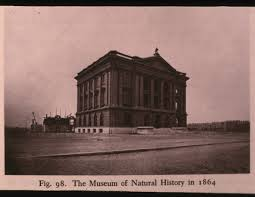 Fig. 98. The Museum of Natural History in 1864